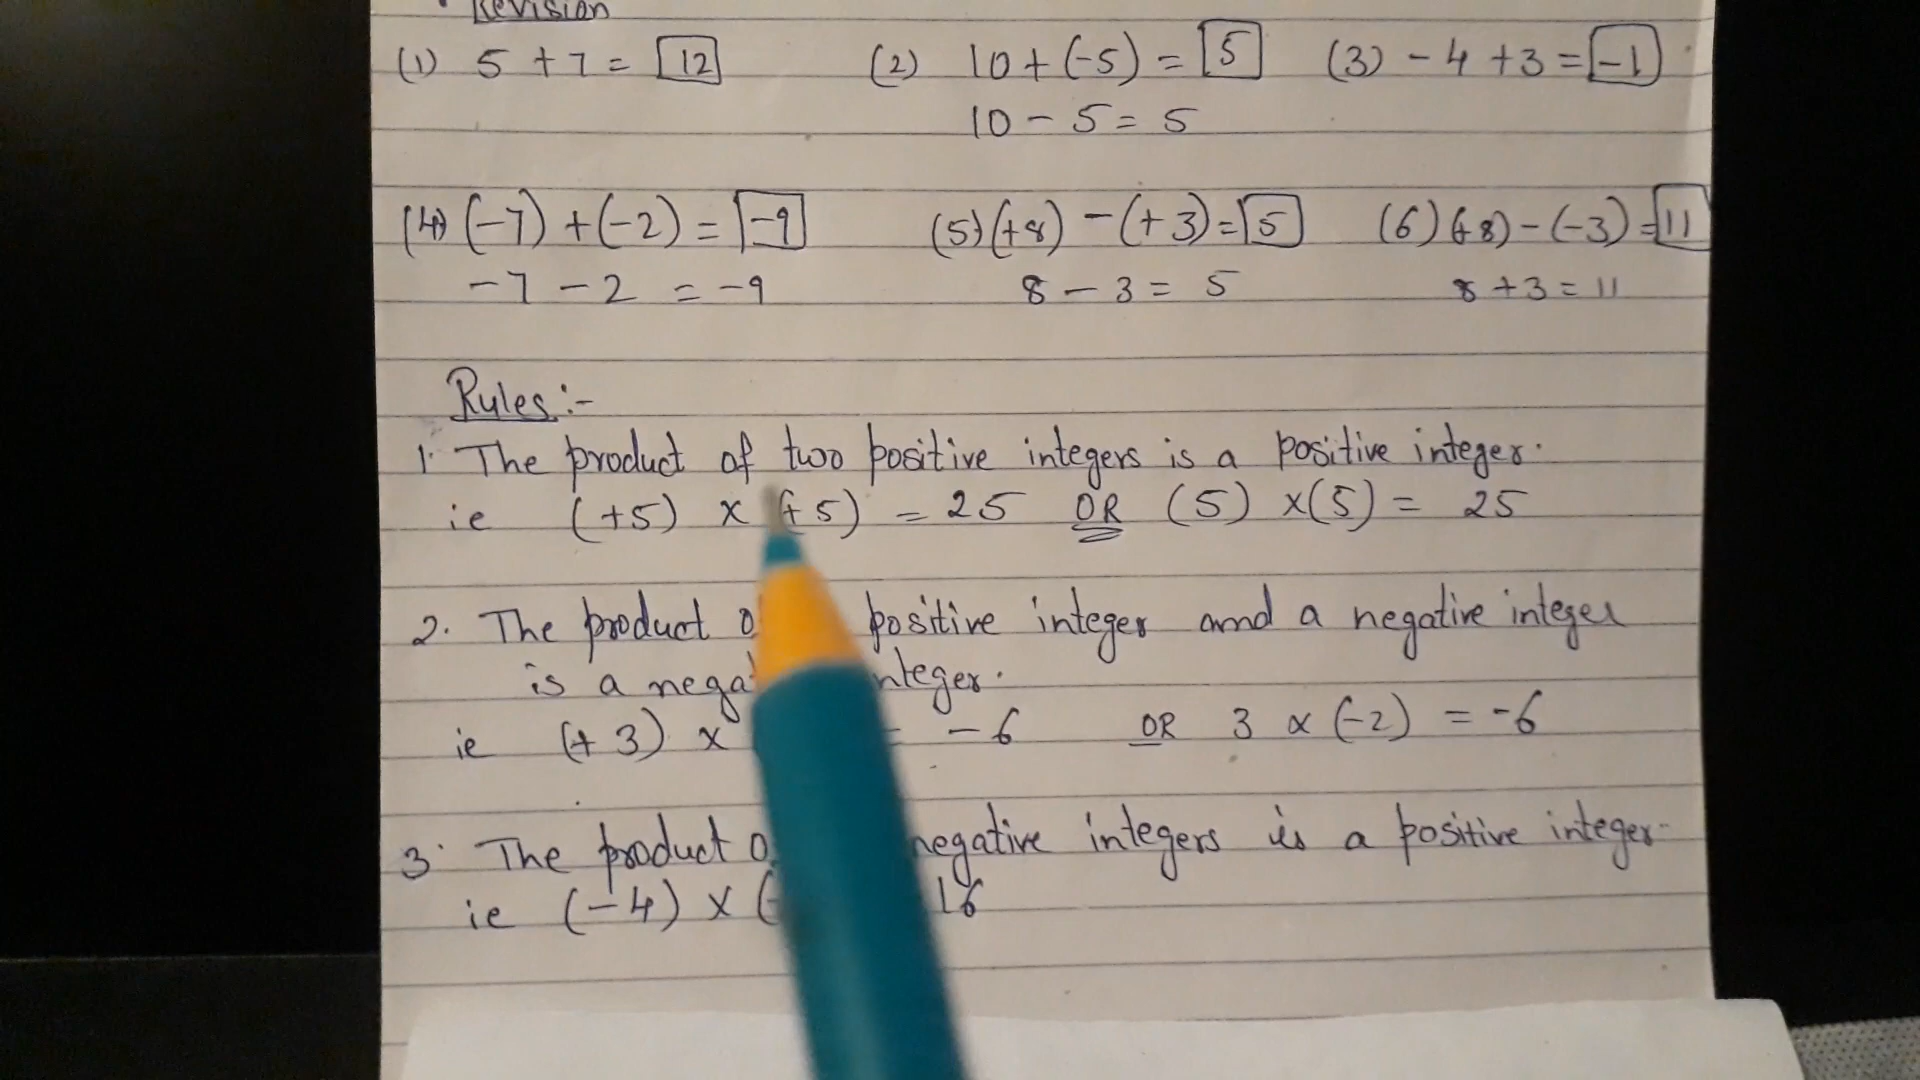 Revision
(1) 5 + 7 = 12 (2) 10 + (-5) = 5 (3) - 4 + 3 = -1
10 - 5 = 5
(4) (-7) + (-2) = -9 (5) (+8) - (+3) = 5 (6) (+8) - (-3) = 11
-7 - 2 = -9 8 - 3 = 5 8 + 3 = 11
Rules :-
1. The product of two positive integers is a positive integer.
ie (+5) x (+5) = 25 OR (5) x (5) = 25
2. The product positive integer and a negative integer
is a
ie (+3) x = -6 OR 3 x (-2) = -6
3. The product negative integers is a positive integer.
ie (-4) x ( 16